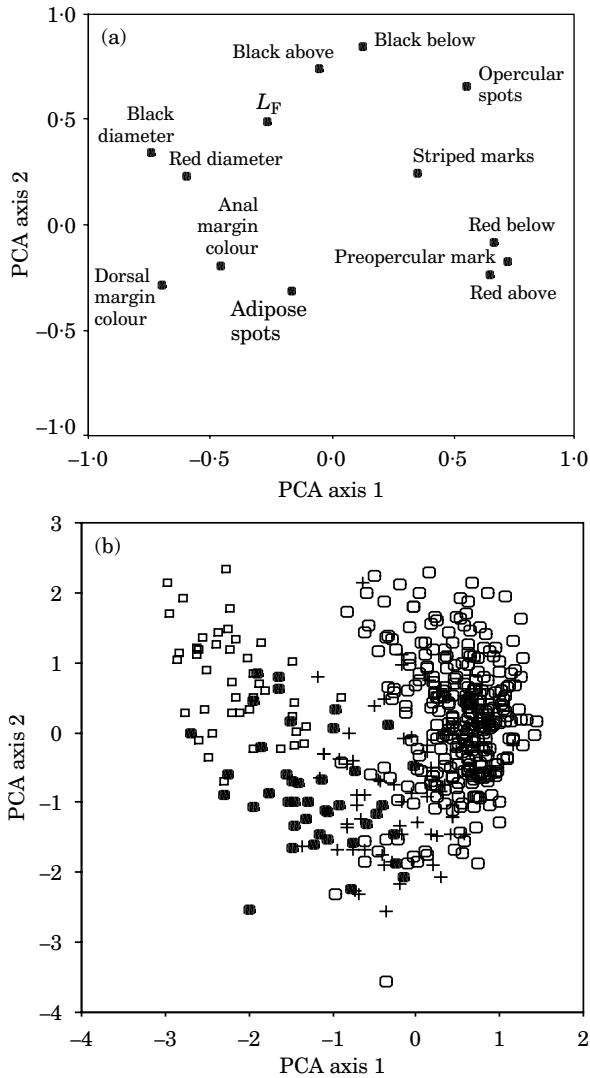 (a)
Black above
Black below
Opercular
spots
L_F
Black
diameter
Red diameter
Striped marks
Anal
margin
colour
Red below
Preopercular mark
Red above
Dorsal
margin
colour
Adipose
spots
1·0
0·5
0·0
–0·5
–1·0
PCA axis 2
–1·0
–0·5
0·0
0·5
1·0
PCA axis 1
(b)
3
2
1
0
–1
–2
–3
–4
PCA axis 2
–4
–3
–2
–1
0
1
2
PCA axis 1